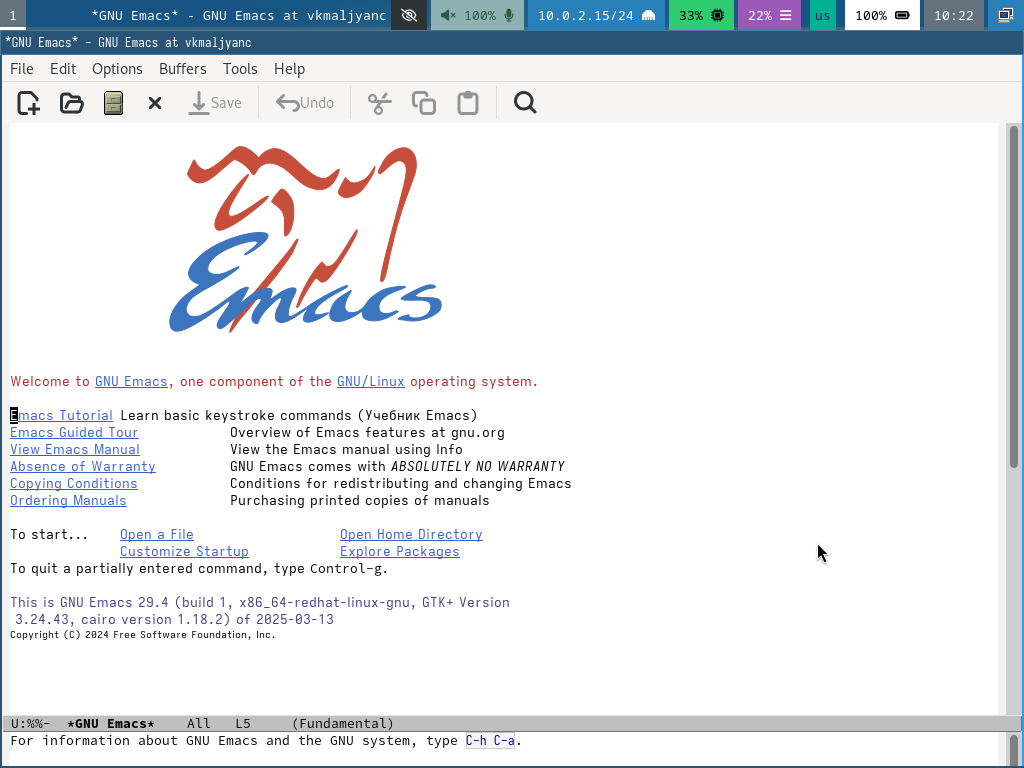 1 *GNU Emacs* - GNU Emacs at vkmaljyanc 100% 10.0.2.15/24 33% 22% us 100% 10:22
*GNU Emacs* - GNU Emacs at vkmaljyanc
File Edit Options Buffers Tools Help
Save Undo
Emacs
Welcome to GNU Emacs, one component of the GNU/Linux operating system.
Emacs Tutorial Learn basic keystroke commands (Учебник Emacs)
Emacs Guided Tour Overview of Emacs features at gnu.org
View Emacs Manual View the Emacs manual using Info
Absence of Warranty GNU Emacs comes with ABSOLUTELY NO WARRANTY
Copying Conditions Conditions for redistributing and changing Emacs
Ordering Manuals Purchasing printed copies of manuals
To start... Open a File Open Home Directory
Customize Startup Explore Packages
To quit a partially entered command, type Control-g.
This is GNU Emacs 29.4 (build 1, x86_64-redhat-linux-gnu, GTK+ Version
3.24.43, cairo version 1.18.2) of 2025-03-13
Copyright (C) 2024 Free Software Foundation, Inc.
U:%%- *GNU Emacs* All L5 (Fundamental)
For information about GNU Emacs and the GNU system, type C-h C-a.